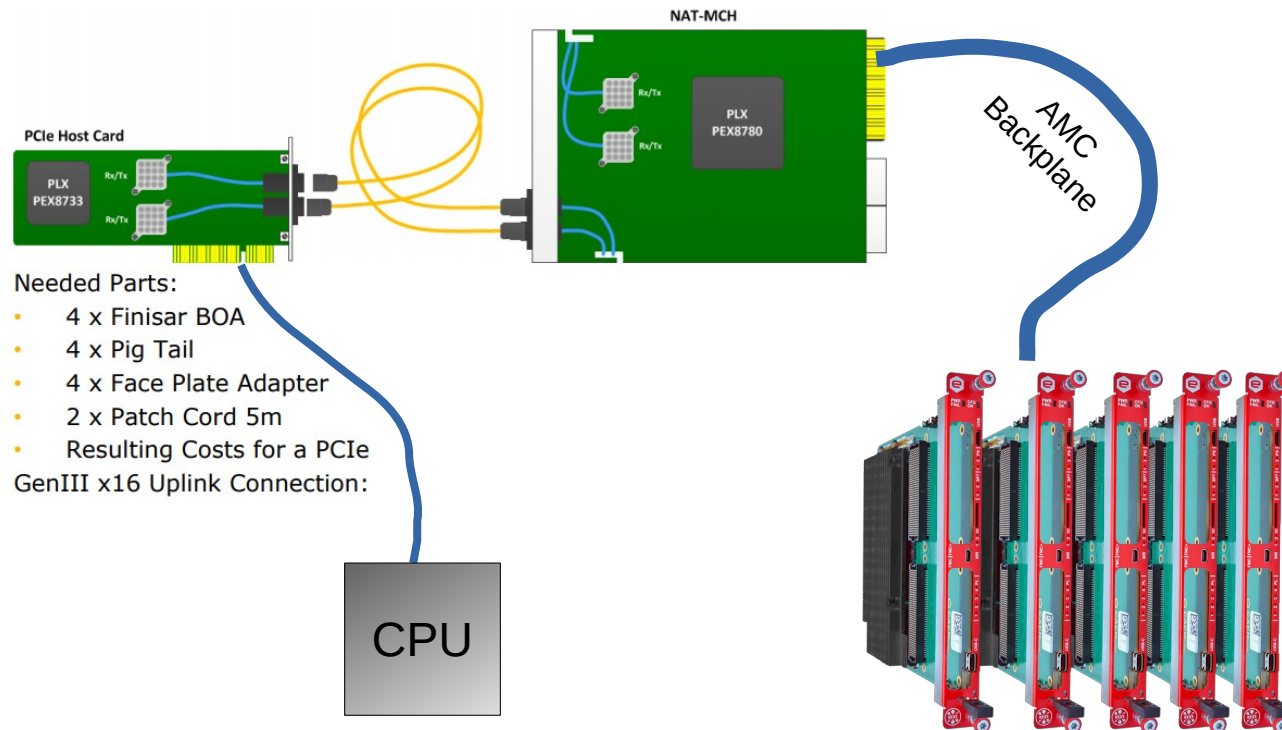 NAT-MCH
PCIe Host Card
PLX
PEX8733
Rx/Tx
Rx/Tx
Rx/Tx
Rx/Tx
PLX
PEX8780
AMC
Backplane
Needed Parts:
• 4 x Finisar BOA
• 4 x Pig Tail
• 4 x Face Plate Adapter
• 2 x Patch Cord 5m
• Resulting Costs for a PCIe
GenIII x16 Uplink Connection:
CPU